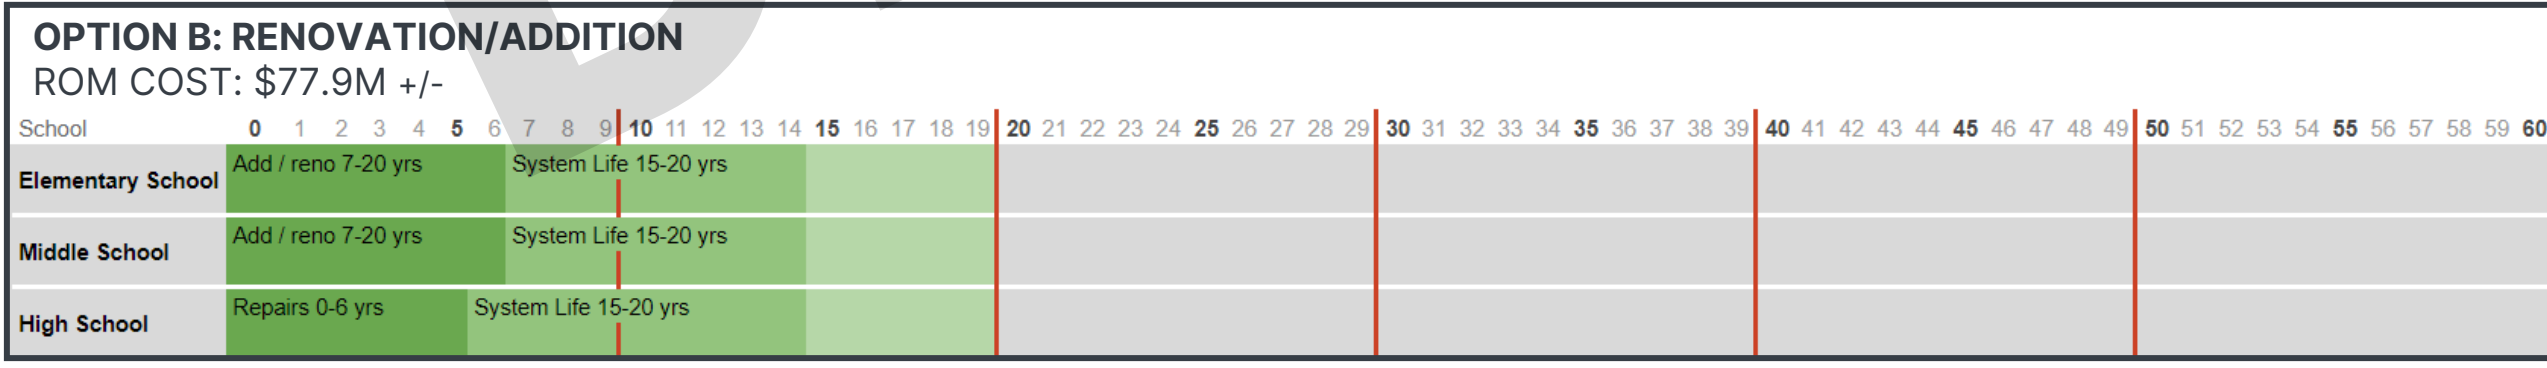 OPTION B: RENOVATION/ADDITION
ROM COST: $77.9M +/-
School 0 1 2 3 4 5 6 7 8 9 10 11 12 13 14 15 16 17 18 19 20 21 22 23 24 25 26 27 28 29 30 31 32 33 34 35 36 37 38 39 40 41 42 43 44 45 46 47 48 49 50 51 52 53 54 55 56 57 58 59 60
Elementary School Add / reno 7-20 yrs System Life 15-20 yrs
Middle School Add / reno 7-20 yrs System Life 15-20 yrs
High School Repairs 0-6 yrs System Life 15-20 yrs